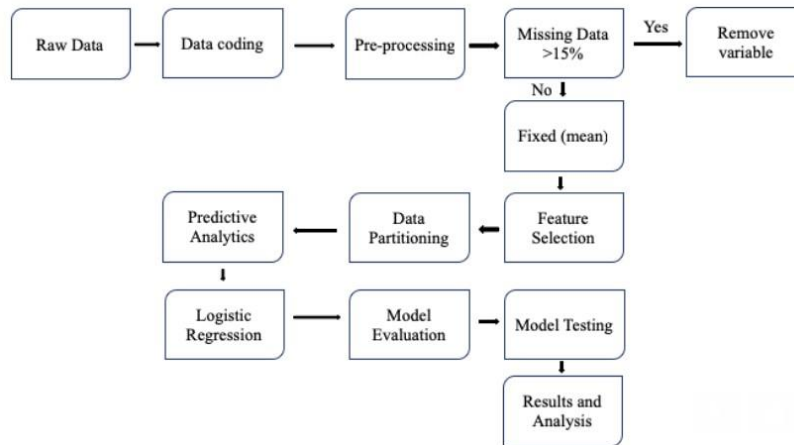 Raw Data
Data coding
Pre-processing
Missing Data
>15%
Yes
Remove
variable
No
Fixed (mean)
Feature
Selection
Data
Partitioning
Predictive
Analytics
Logistic
Regression
Model
Evaluation
Model Testing
Results and
Analysis